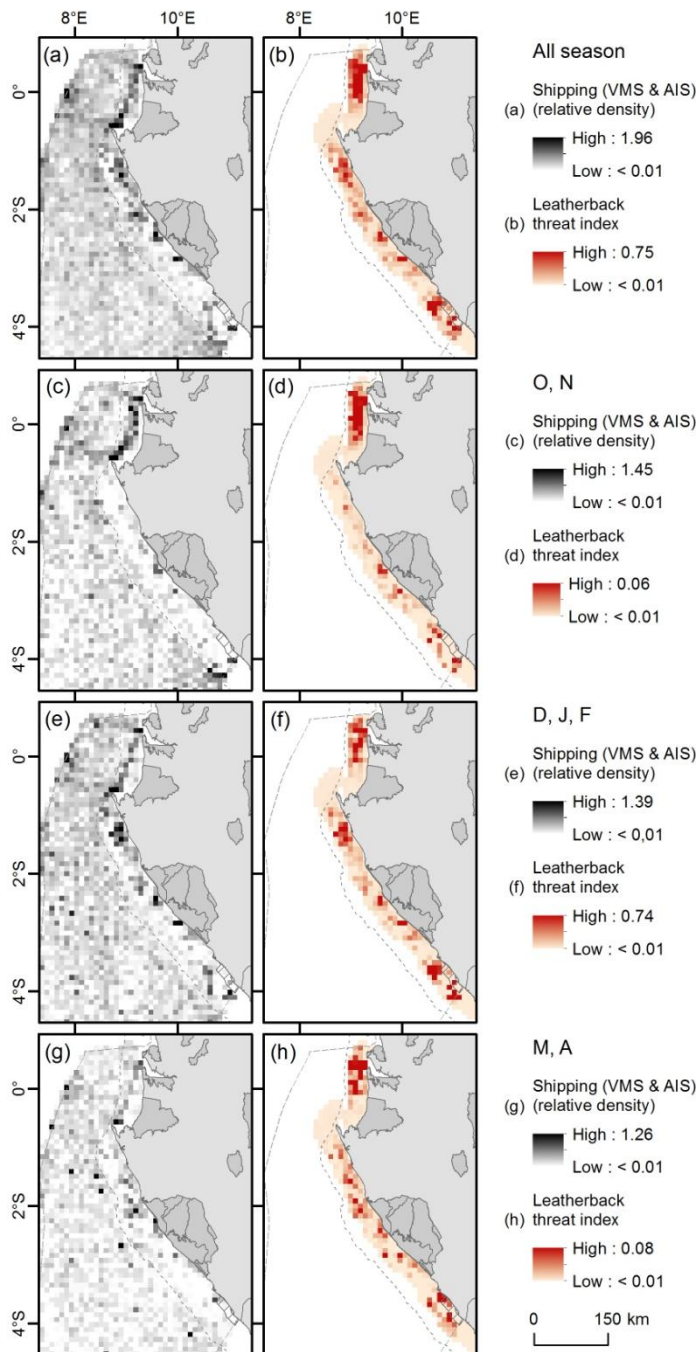 8°E 10°E 8°E 10°E
(a) (b) All season
0° Shipping (VMS & AIS)
(a) (relative density)
High : 1.96
Low : < 0.01
2°S Leatherback
(b) threat index
High : 0.75
4°S Low : < 0.01
(c) (d) O, N
0° Shipping (VMS & AIS)
(c) (relative density)
High : 1.45
Low : < 0.01
2°S Leatherback
(d) threat index
High : 0.06
4°S Low : < 0.01
(e) (f) D, J, F
0° Shipping (VMS & AIS)
(e) (relative density)
High : 1.39
Low : < 0,01
2°S Leatherback
(f) threat index
High : 0.74
4°S Low : < 0.01
(g) (h) M, A
0° Shipping (VMS & AIS)
(g) (relative density)
High : 1.26
Low : < 0.01
2°S Leatherback
(h) threat index
High : 0.08
Low : < 0.01
4°S 0 150 km